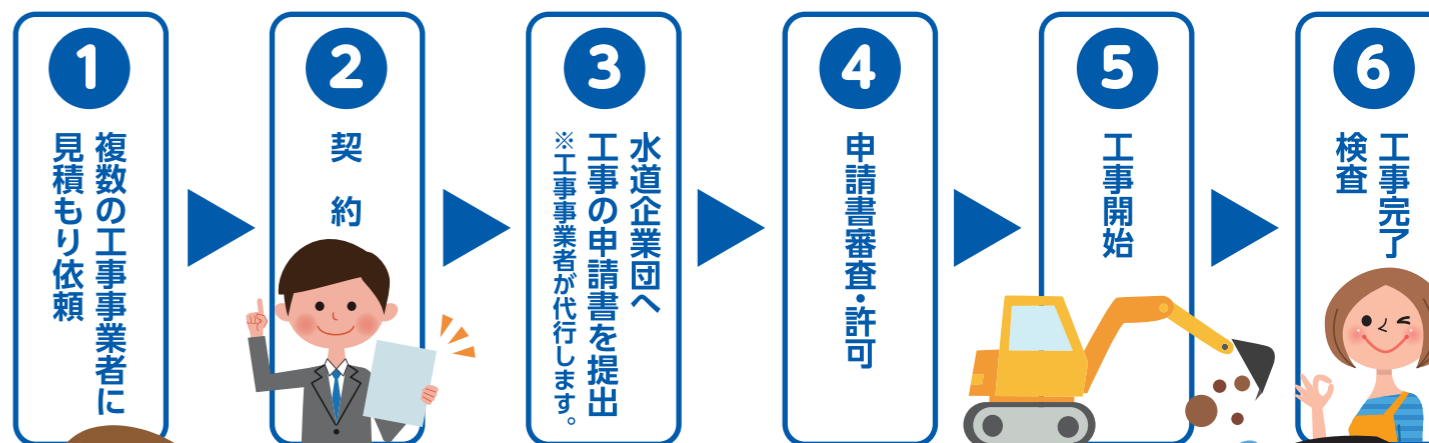 1
複数の工事事業者に
見積もり依頼
2
契約
3
水道企業団へ
工事の申請書を提出
※工事事業者が代行します。
4
申請書審査・許可
5
工事開始
6
工事完了
検査